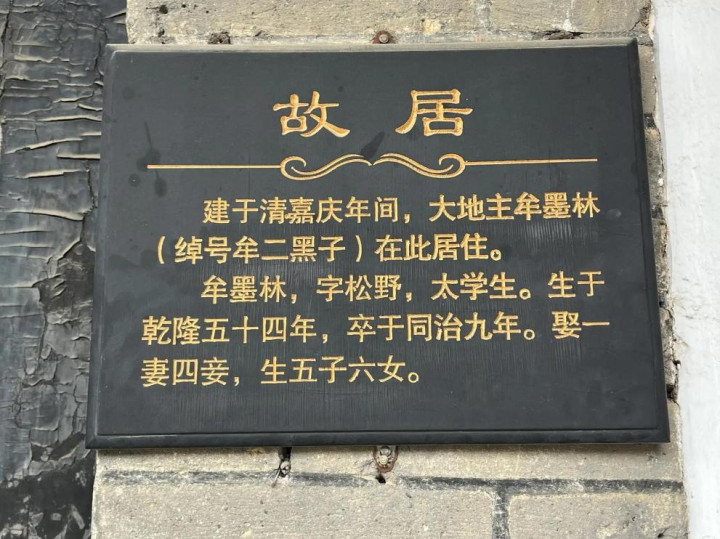 故居
建于清嘉庆年间，大地主牟墨林
（绰号牟二黑子）在此居住。
牟墨林，字松野，太学生。生于
乾隆五十四年，卒于同治九年。娶一
妻四妾，生五子六女。